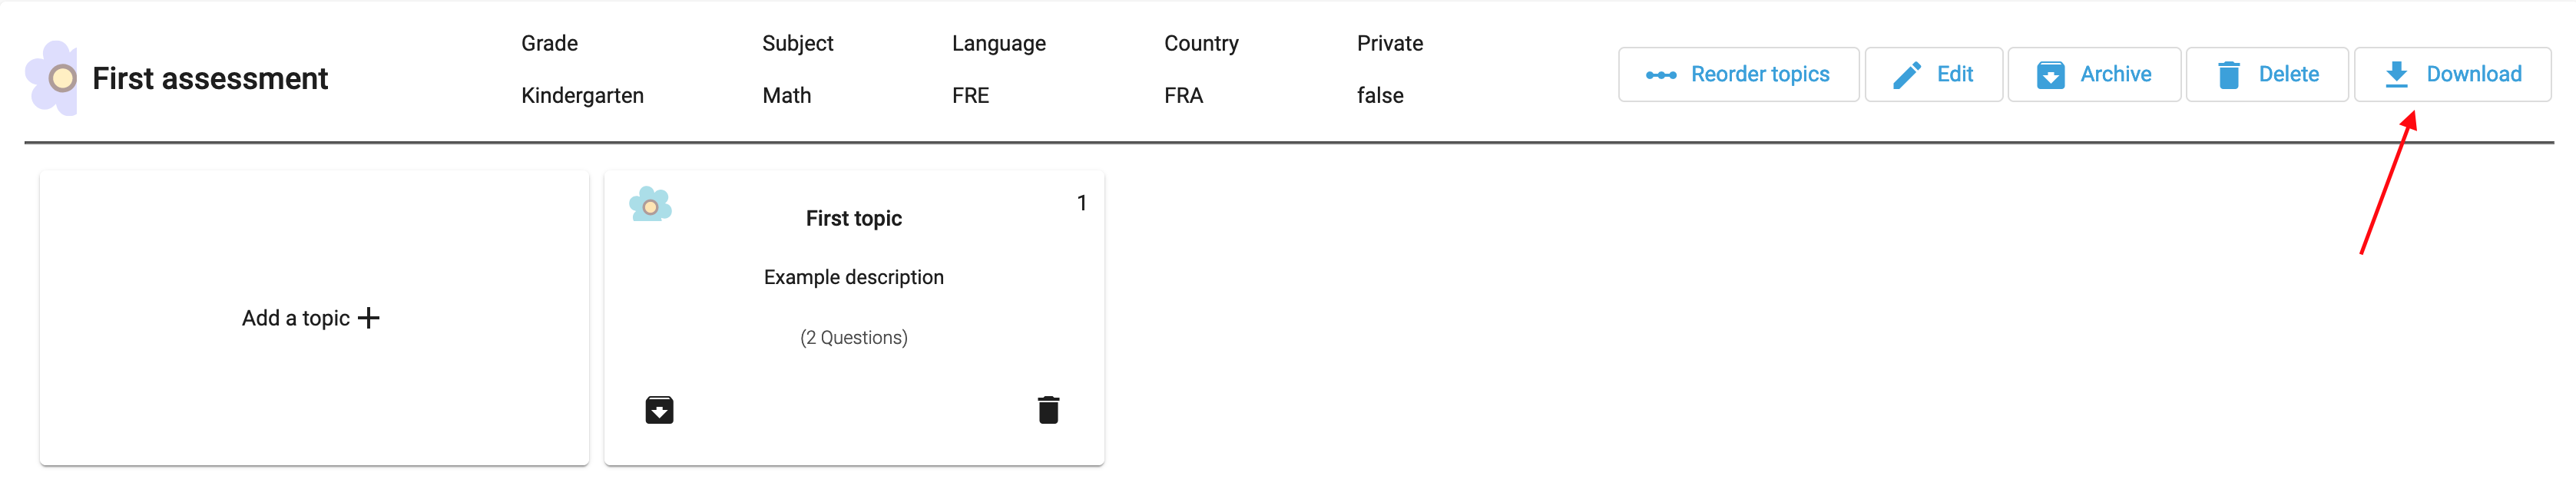 First assessment
Grade
Kindergarten
Subject
Math
Language
FRE
Country
FRA
Private
false
Reorder topics
Edit
Archive
Delete
Download
Add a topic
1
First topic
Example description
(2 Questions)